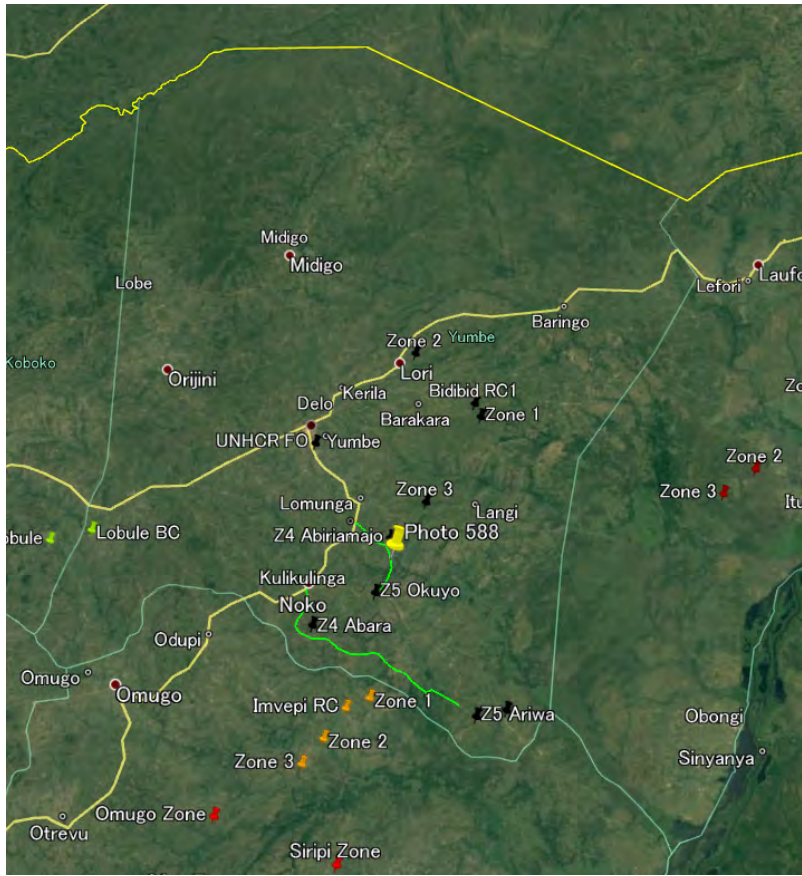 Midigo
Midigo
Lobe
Lefori
Laufo
Baringo
Zone 2
Yumbe
Koboko
Orijini
Lori
Kerila
Bidibid RC1
Delo
Barakara
Zone 1
UNHCR FO
Yumbe
Zone 2
Zone 3
Lomunga
Zone 3
Langi
Itu
obule
Lobule BC
Z4 Abiriamajo
Photo 588
Kulikulinga
Z5 Okuyo
Noko
Z4 Abara
Odupi
Omugo
Omugo
Imvepi RC
Zone 1
Z5 Ariwa
Obongi
Zone 2
Zone 3
Sinyanya
Omugo Zone
Otrevu
Siripi Zone